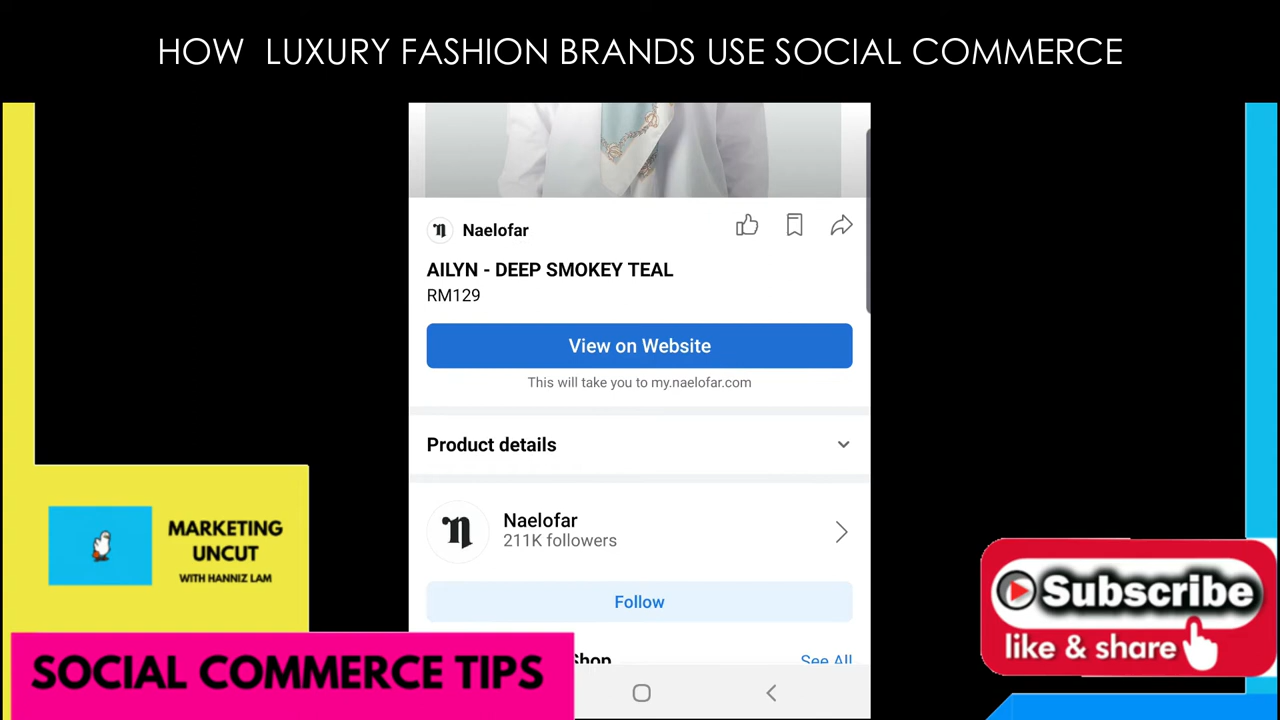 HOW LUXURY FASHION BRANDS USE SOCIAL COMMERCE
Naelofar
AILYN - DEEP SMOKEY TEAL
RM129
View on Website
This will take you to my.naelofar.com
Product details
Naelofar
211K followers
Follow
Shop
See All
MARKETING
UNCUT
WITH HANNIZ LAM
SOCIAL COMMERCE TIPS
Subscribe
like & share